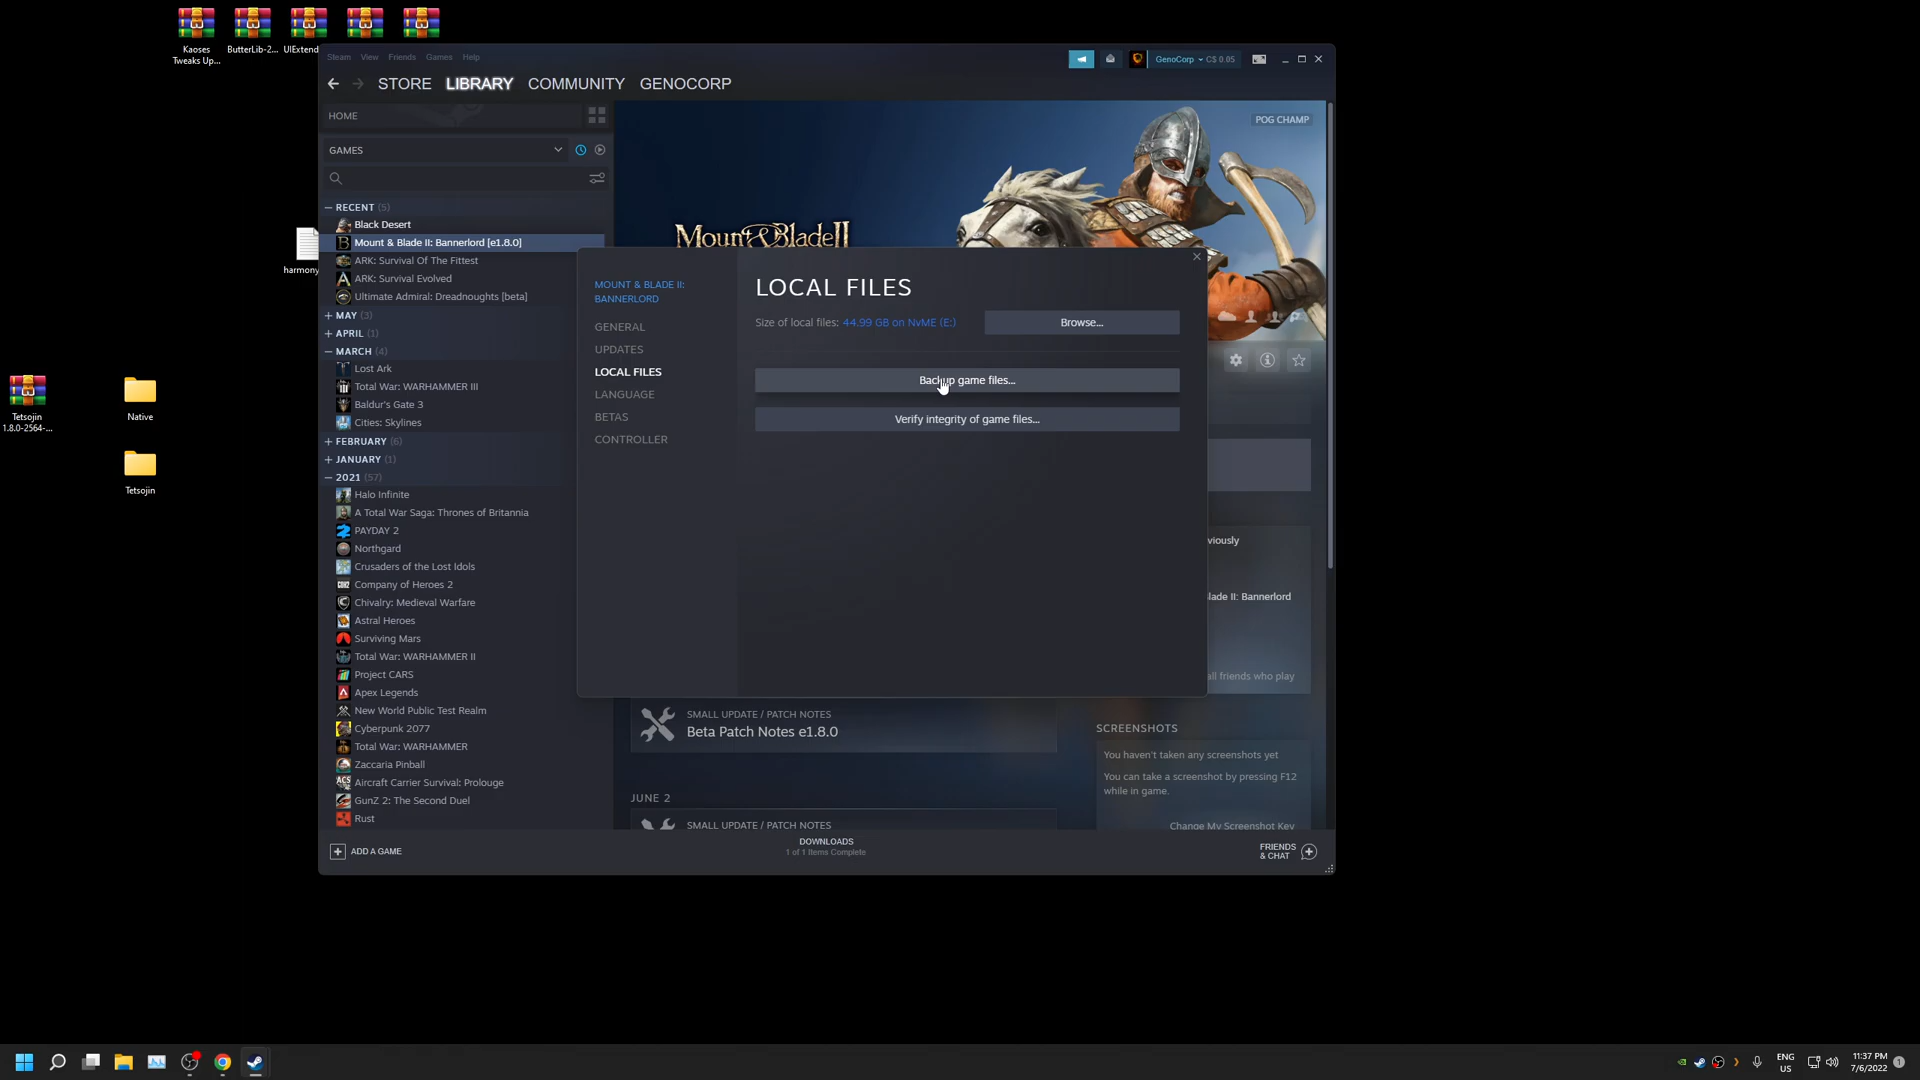 Kaoses
Tweaks Up...
ButterLib-2...
UIExtend
harmony
Tetsojin
1.8.0-2564-...
Native
Tetsojin
Steam View Friends Games Help
GenoCorp C$ 0.05
STORE LIBRARY COMMUNITY GENOCORP
HOME
GAMES
RECENT (5)
Black Desert
Mount & Blade II: Bannerlord [e1.8.0]
ARK: Survival Of The Fittest
ARK: Survival Evolved
Ultimate Admiral: Dreadnoughts [beta]
MAY (3)
APRIL (1)
MARCH (4)
Lost Ark
Total War: WARHAMMER III
Baldur's Gate 3
Cities: Skylines
FEBRUARY (6)
JANUARY (1)
2021 (57)
Halo Infinite
A Total War Saga: Thrones of Britannia
PAYDAY 2
Northgard
Crusaders of the Lost Idols
Company of Heroes 2
Chivalry: Medieval Warfare
Astral Heroes
Surviving Mars
Total War: WARHAMMER II
Project CARS
Apex Legends
New World Public Test Realm
Cyberpunk 2077
Total War: WARHAMMER
Zaccaria Pinball
Aircraft Carrier Survival: Prolouge
GunZ 2: The Second Duel
Rust
ADD A GAME
POG CHAMP
Mount & Blade II
MOUNT & BLADE II:
BANNERLORD
GENERAL
UPDATES
LOCAL FILES
LANGUAGE
BETAS
CONTROLLER
LOCAL FILES
Size of local files: 44.99 GB on NvME (E:)
Browse...
Backup game files...
Verify integrity of game files...
viously
lade II: Bannerlord
all friends who play
SMALL UPDATE / PATCH NOTES
Beta Patch Notes e1.8.0
JUNE 2
SMALL UPDATE / PATCH NOTES
SCREENSHOTS
You haven't taken any screenshots yet
You can take a screenshot by pressing F12
while in game.
Change My Screenshot Key
DOWNLOADS
1 of 1 Items Complete
FRIENDS
& CHAT
ENG
US
11:37 PM
7/6/2022
1